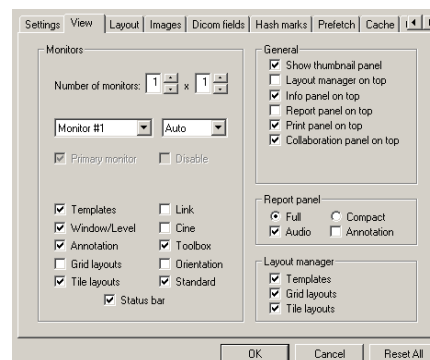 Settings View Layout Images Dicom fields Hash marks Prefetch Cache
Monitors
Number of monitors: 1 x 1
Monitor #1 Auto
Primary monitor Disable
Templates Link
Window/Level Cine
Annotation Toolbox
Grid layouts Orientation
Tile layouts Standard
Status bar
General
Show thumbnail panel
Layout manager on top
Info panel on top
Report panel on top
Print panel on top
Collaboration panel on top
Report panel
Full Compact
Audio Annotation
Layout manager
Templates
Grid layouts
Tile layouts
OK Cancel Reset All